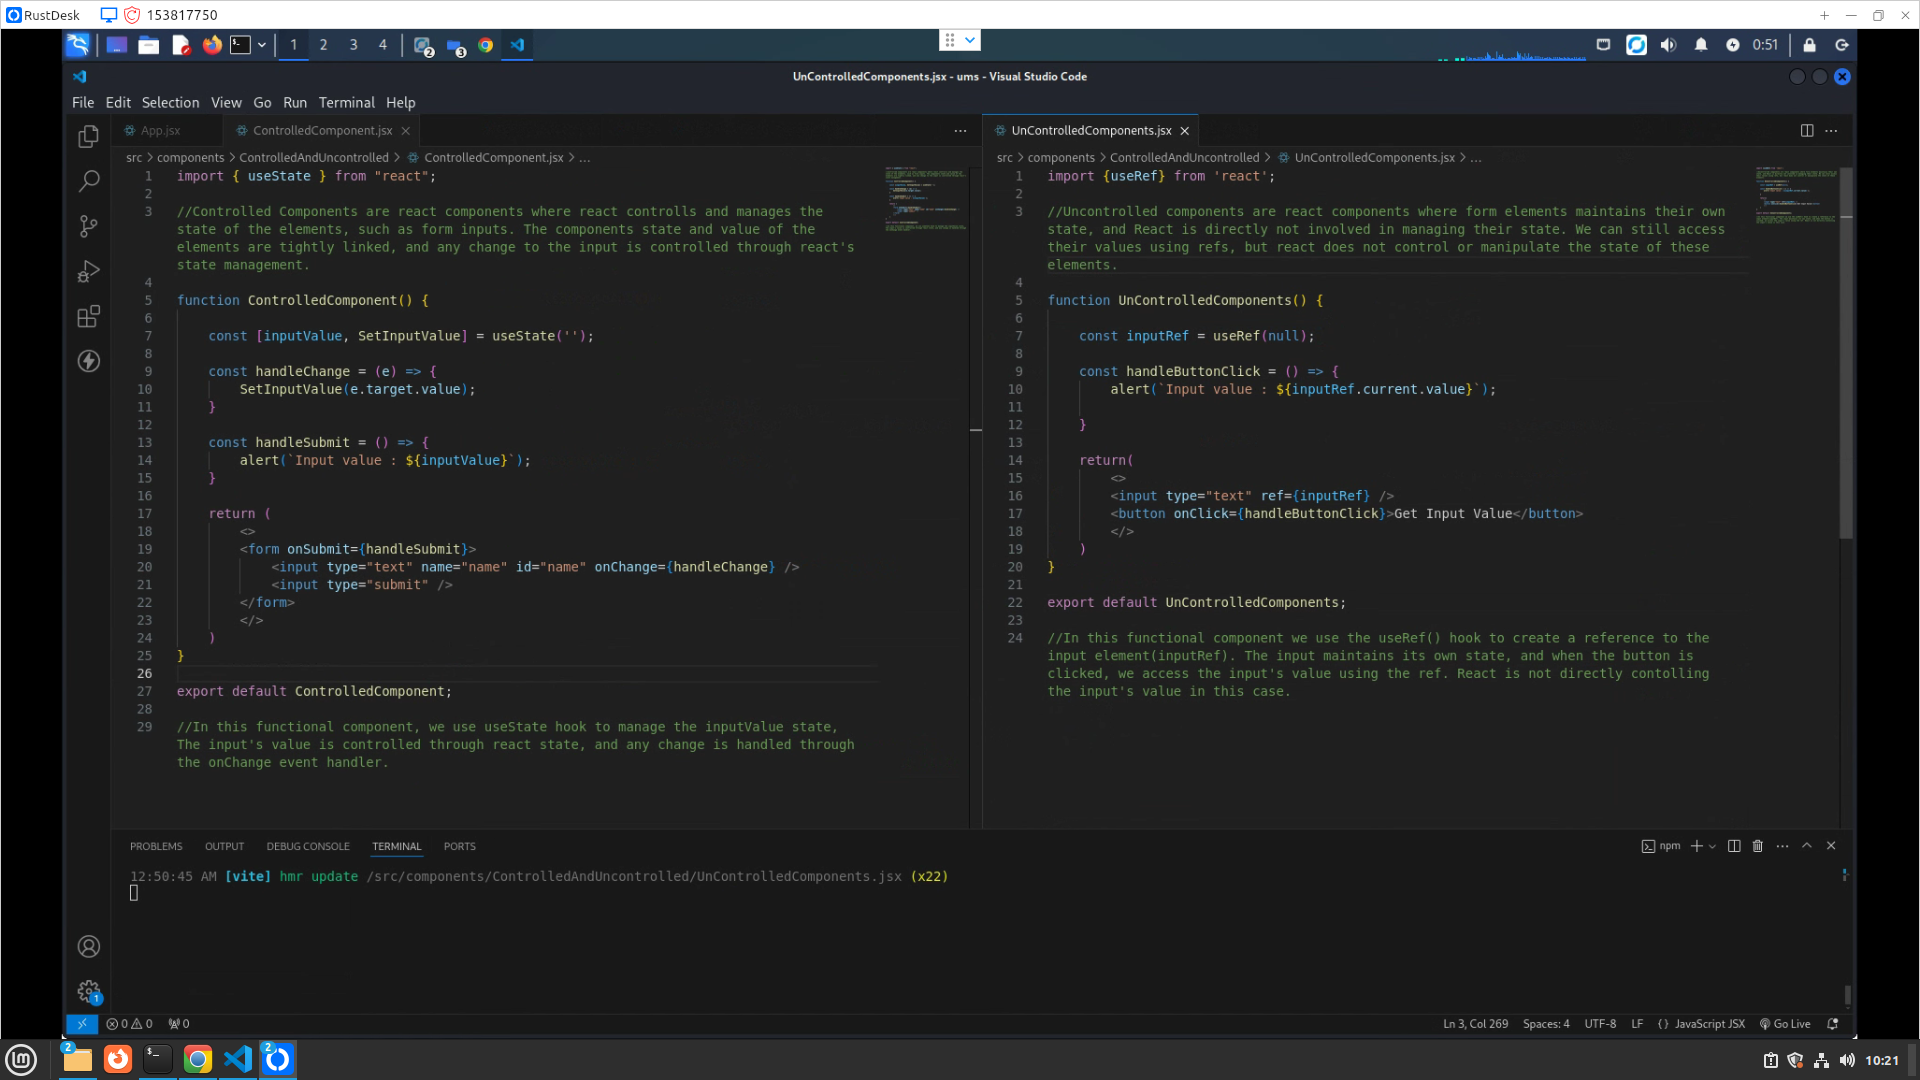 RustDesk 153817750
1 2 3 4 2 3 0:51
UnControlledComponents.jsx - ums - Visual Studio Code
File Edit Selection View Go Run Terminal Help
App.jsx ControlledComponent.jsx
src > components > ControlledAndUncontrolled > ControlledComponent.jsx > ...
1 import { useState } from "react";
2
3 //Controlled Components are react components where react controlls and manages the
state of the elements, such as form inputs. The components state and value of the
elements are tightly linked, and any change to the input is controlled through react's
state management.
4
5 function ControlledComponent() {
6
7 const [inputValue, SetInputValue] = useState('');
8
9 const handleChange = (e) => {
10 SetInputValue(e.target.value);
11 }
12
13 const handleSubmit = () => {
14 alert(`Input value : ${inputValue}`);
15 }
16
17 return (
18 <>
19 <form onSubmit={handleSubmit}>
20 <input type="text" name="name" id="name" onChange={handleChange} />
21 <input type="submit" />
22 </form>
23 </>
24 )
25 }
26
27 export default ControlledComponent;
28
29 //In this functional component, we use useState hook to manage the inputValue state,
The input's value is controlled through react state, and any change is handled through
the onChange event handler.
UnControlledComponents.jsx
src > components > ControlledAndUncontrolled > UnControlledComponents.jsx > ...
1 import {useRef} from 'react';
2
3 //Uncontrolled components are react components where form elements maintains their own
state, and React is directly not involved in managing their state. We can still access
their values using refs, but react does not control or manipulate the state of these
elements.
4
5 function UnControlledComponents() {
6
7 const inputRef = useRef(null);
8
9 const handleButtonClick = () => {
10 alert(`Input value : ${inputRef.current.value}`);
11
12 }
13
14 return(
15 <>
16 <input type="text" ref={inputRef} />
17 <button onClick={handleButtonClick}>Get Input Value</button>
18 </>
19 )
20 }
21
22 export default UnControlledComponents;
23
24 //In this functional component we use the useRef() hook to create a reference to the
input element(inputRef). The input maintains its own state, and when the button is
clicked, we access the input's value using the ref. React is not directly contolling
the input's value in this case.
PROBLEMS OUTPUT DEBUG CONSOLE TERMINAL PORTS npm
12:50:45 AM [vite] hmr update /src/components/ControlledAndUncontrolled/UnControlledComponents.jsx (x22)
1
0 0 0 Ln 3, Col 269 Spaces: 4 UTF-8 LF {} JavaScript JSX Go Live
2 2 10:21